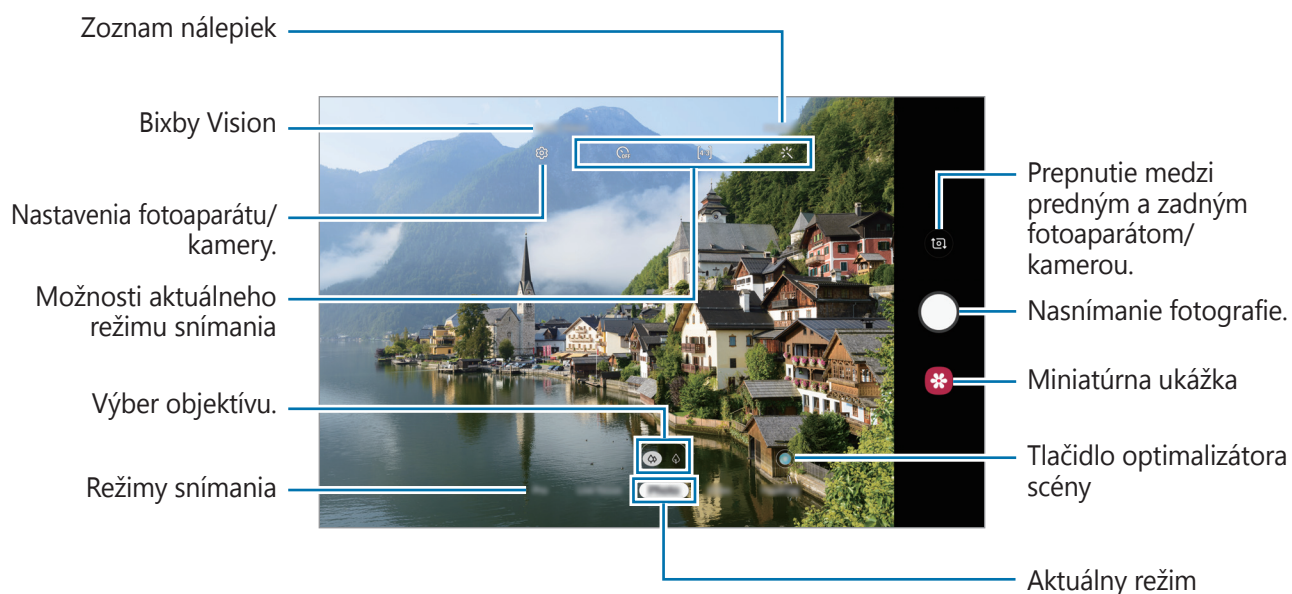 Zoznam nálepiek
Bixby Vision
Nastavenia fotoaparátu/
kamery.
Možnosti aktuálneho
režimu snímania
Výber objektívu.
Režimy snímania
Prepnutie medzi
predným a zadným
fotoaparátom/
kamerou.
Nasnímanie fotografie.
Miniatúrna ukážka
Tlačidlo optimalizátora
scény
Aktuálny režim